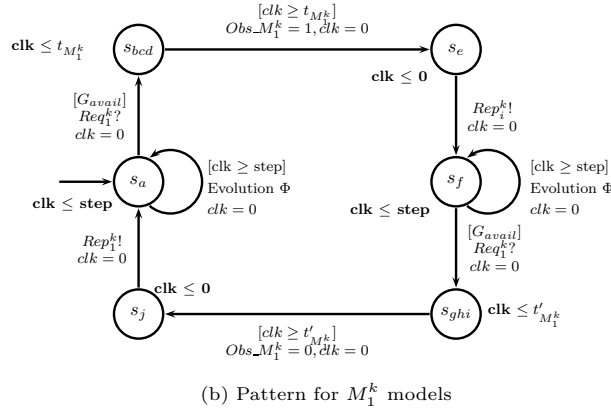 [clk ≥ t_{M_1^k}]
Obs_M_1^k = 1, clk = 0
clk ≤ t_{M_1^k}
s_{bcd}
s_e
clk ≤ 0
[G_{avail}]
Req_1^k?
clk = 0
Rep_i^k!
clk = 0
[clk ≥ step]
Evolution Φ
clk = 0
s_a
clk ≤ step
[clk ≥ step]
Evolution Φ
clk = 0
s_f
clk ≤ step
Rep_1^k!
clk = 0
[G_{avail}]
Req_1^k?
clk = 0
clk ≤ 0
s_j
s_{ghi}
clk ≤ t'_{M_1^k}
[clk ≥ t'_{M_1^k}]
Obs_M_1^k = 0, clk = 0
(b) Pattern for M_1^k models